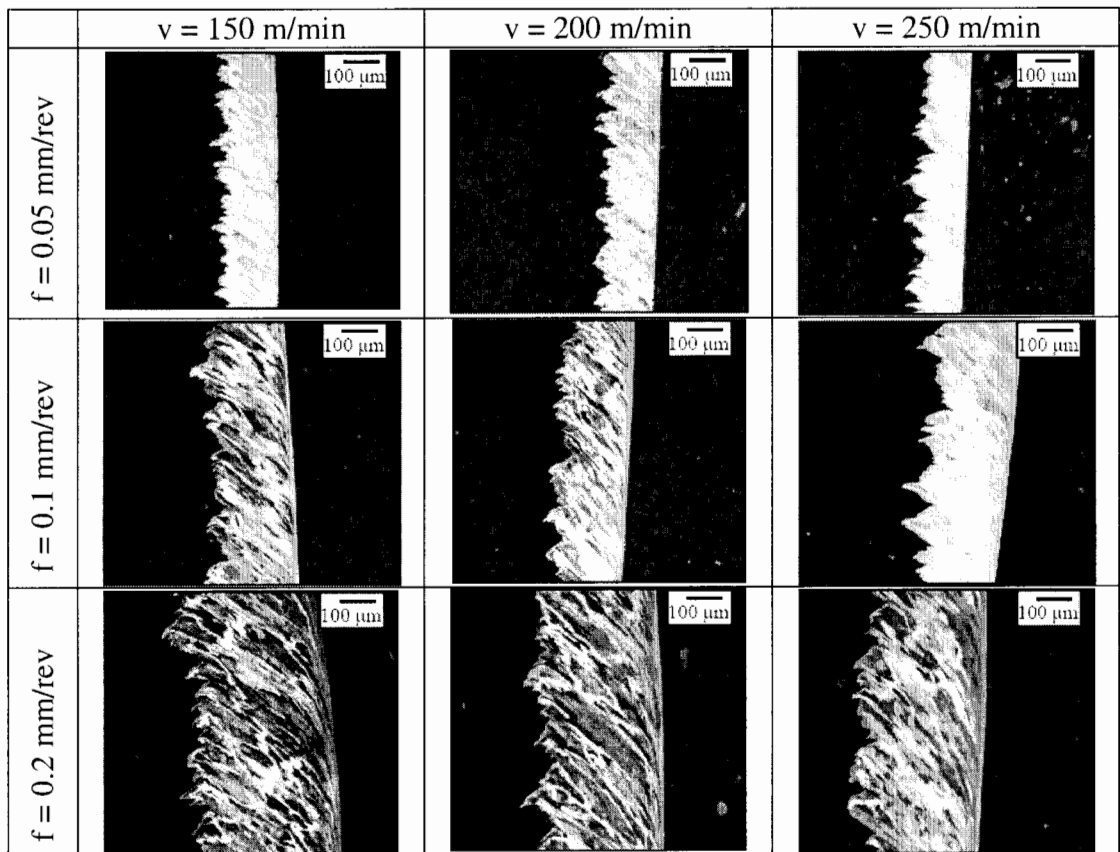 v = 150 m/min
v = 200 m/min
v = 250 m/min
f = 0.05 mm/rev
100 μm
100 μm
100 μm
f = 0.1 mm/rev
100 μm
100 μm
100 μm
f = 0.2 mm/rev
100 μm
100 μm
100 μm